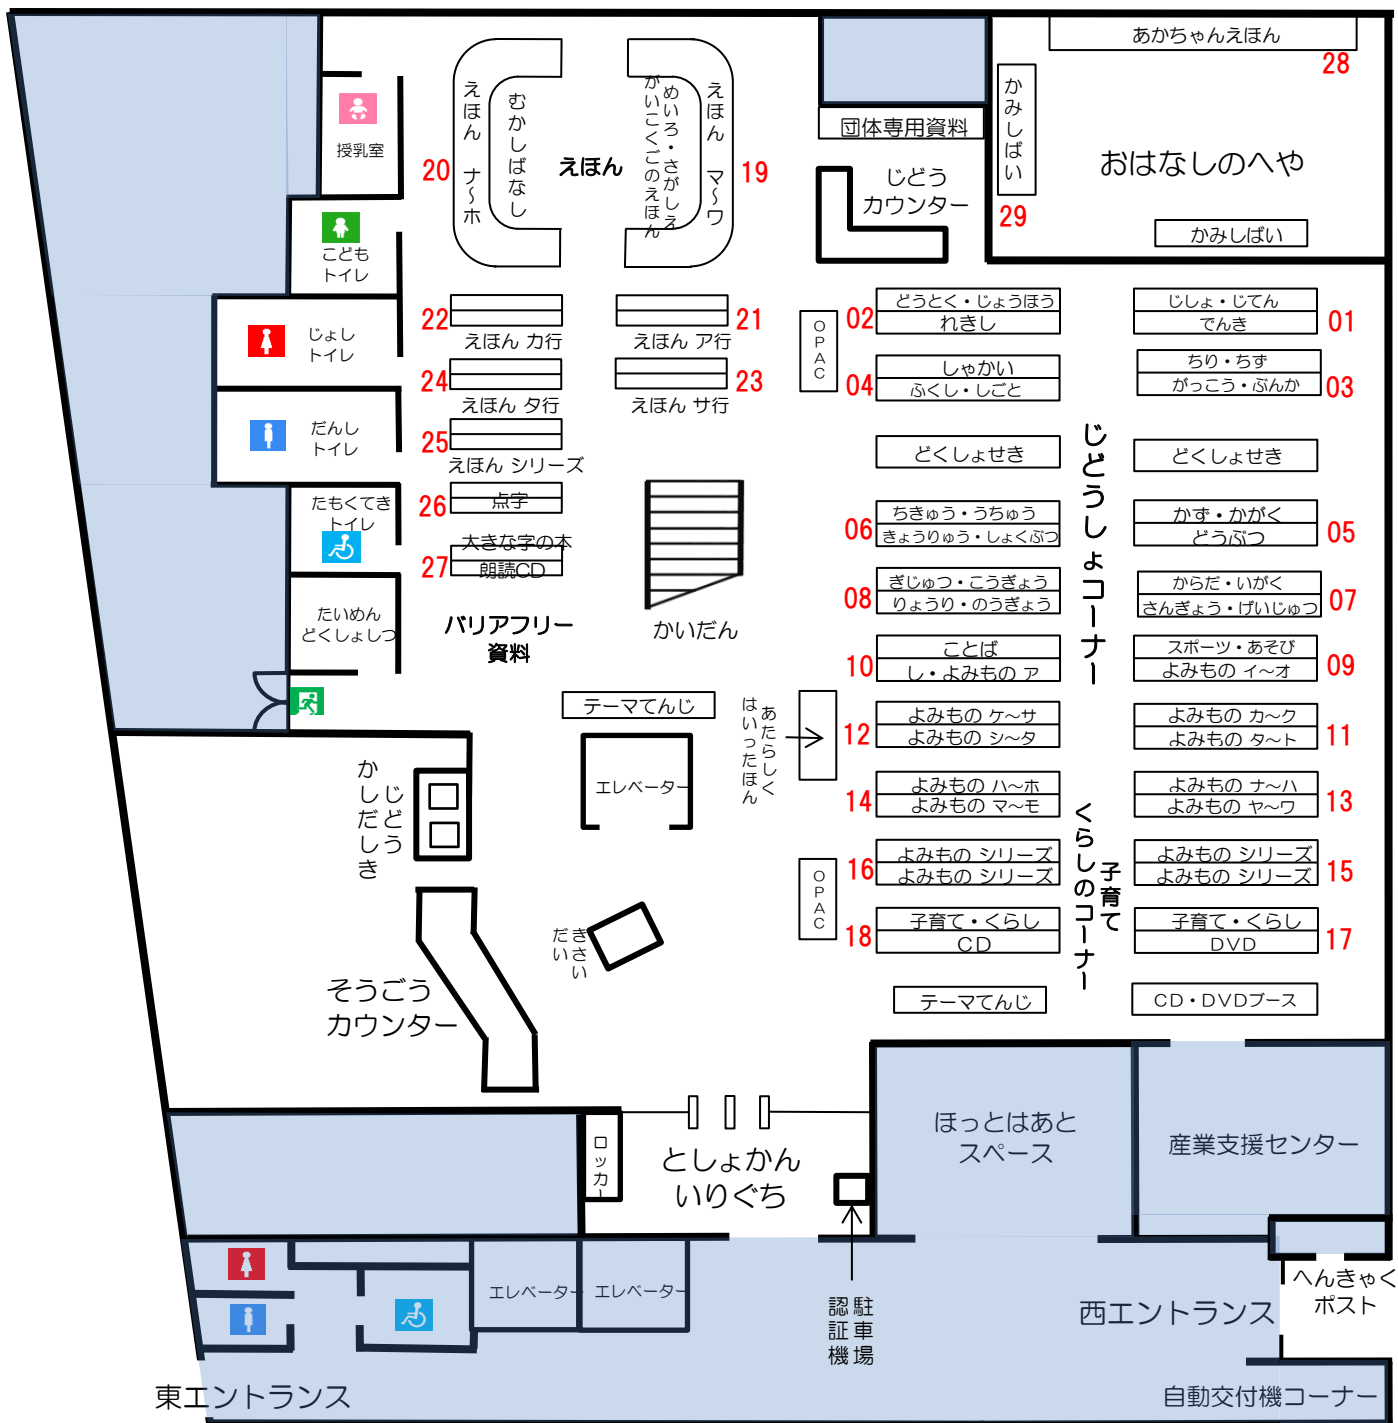 あかちゃんえほん
28
かみしばい
29
おはなしのへや
かみしばい
団体専用資料
じどう
カウンター
授乳室
こども
トイレ
じょし
トイレ
だんし
トイレ
たもくてき
トイレ
たいめん
どくしょしつ
20
えほん ナ～ホ
むかしばなし
えほん
めいろ・さがしえ
がいこくごのえほん
えほん マ～ワ
19
22
えほん カ行
21
えほん ア行
24
えほん タ行
23
えほん サ行
25
えほん シリーズ
26
点字
27
大きな字の本
朗読CD
バリアフリー
資料
かいだん
OPAC
02
どうとく・じょうほう
れきし
じしょ・じてん
でんき
01
04
しゃかい
ふくし・しごと
ちり・ちず
がっこう・ぶんか
03
どくしょせき
どくしょせき
じどうしょコーナー
06
ちきゅう・うちゅう
きょうりゅう・しょくぶつ
かず・かがく
どうぶつ
05
08
ぎじゅつ・こうぎょう
りょうり・のうぎょう
からだ・いがく
さんぎょう・げいじゅつ
07
10
ことば
し・よみもの ア
スポーツ・あそび
よみもの イ～オ
09
12
よみもの ケ～サ
よみもの シ～タ
よみもの カ～ク
よみもの タ～ト
11
14
よみもの ハ～ホ
よみもの マ～モ
よみもの ナ～ハ
よみもの ヤ～ワ
13
16
よみもの シリーズ
よみもの シリーズ
よみもの シリーズ
よみもの シリーズ
15
18
子育て・くらし
CD
子育て・くらし
DVD
17
子育て
くらしのコーナー
テーマてんじ
CD・DVDブース
OPAC
あたらしく
はいったほん
テーマてんじ
エレベーター
じどう
かしだしき
きさい
だい
そうごう
カウンター
ロッカー
としょかん
いりぐち
ほっとはあと
スペース
産業支援センター
エレベーター
エレベーター
駐車場
認証機
へんきゃく
ポスト
西エントランス
東エントランス
自動交付機コーナー